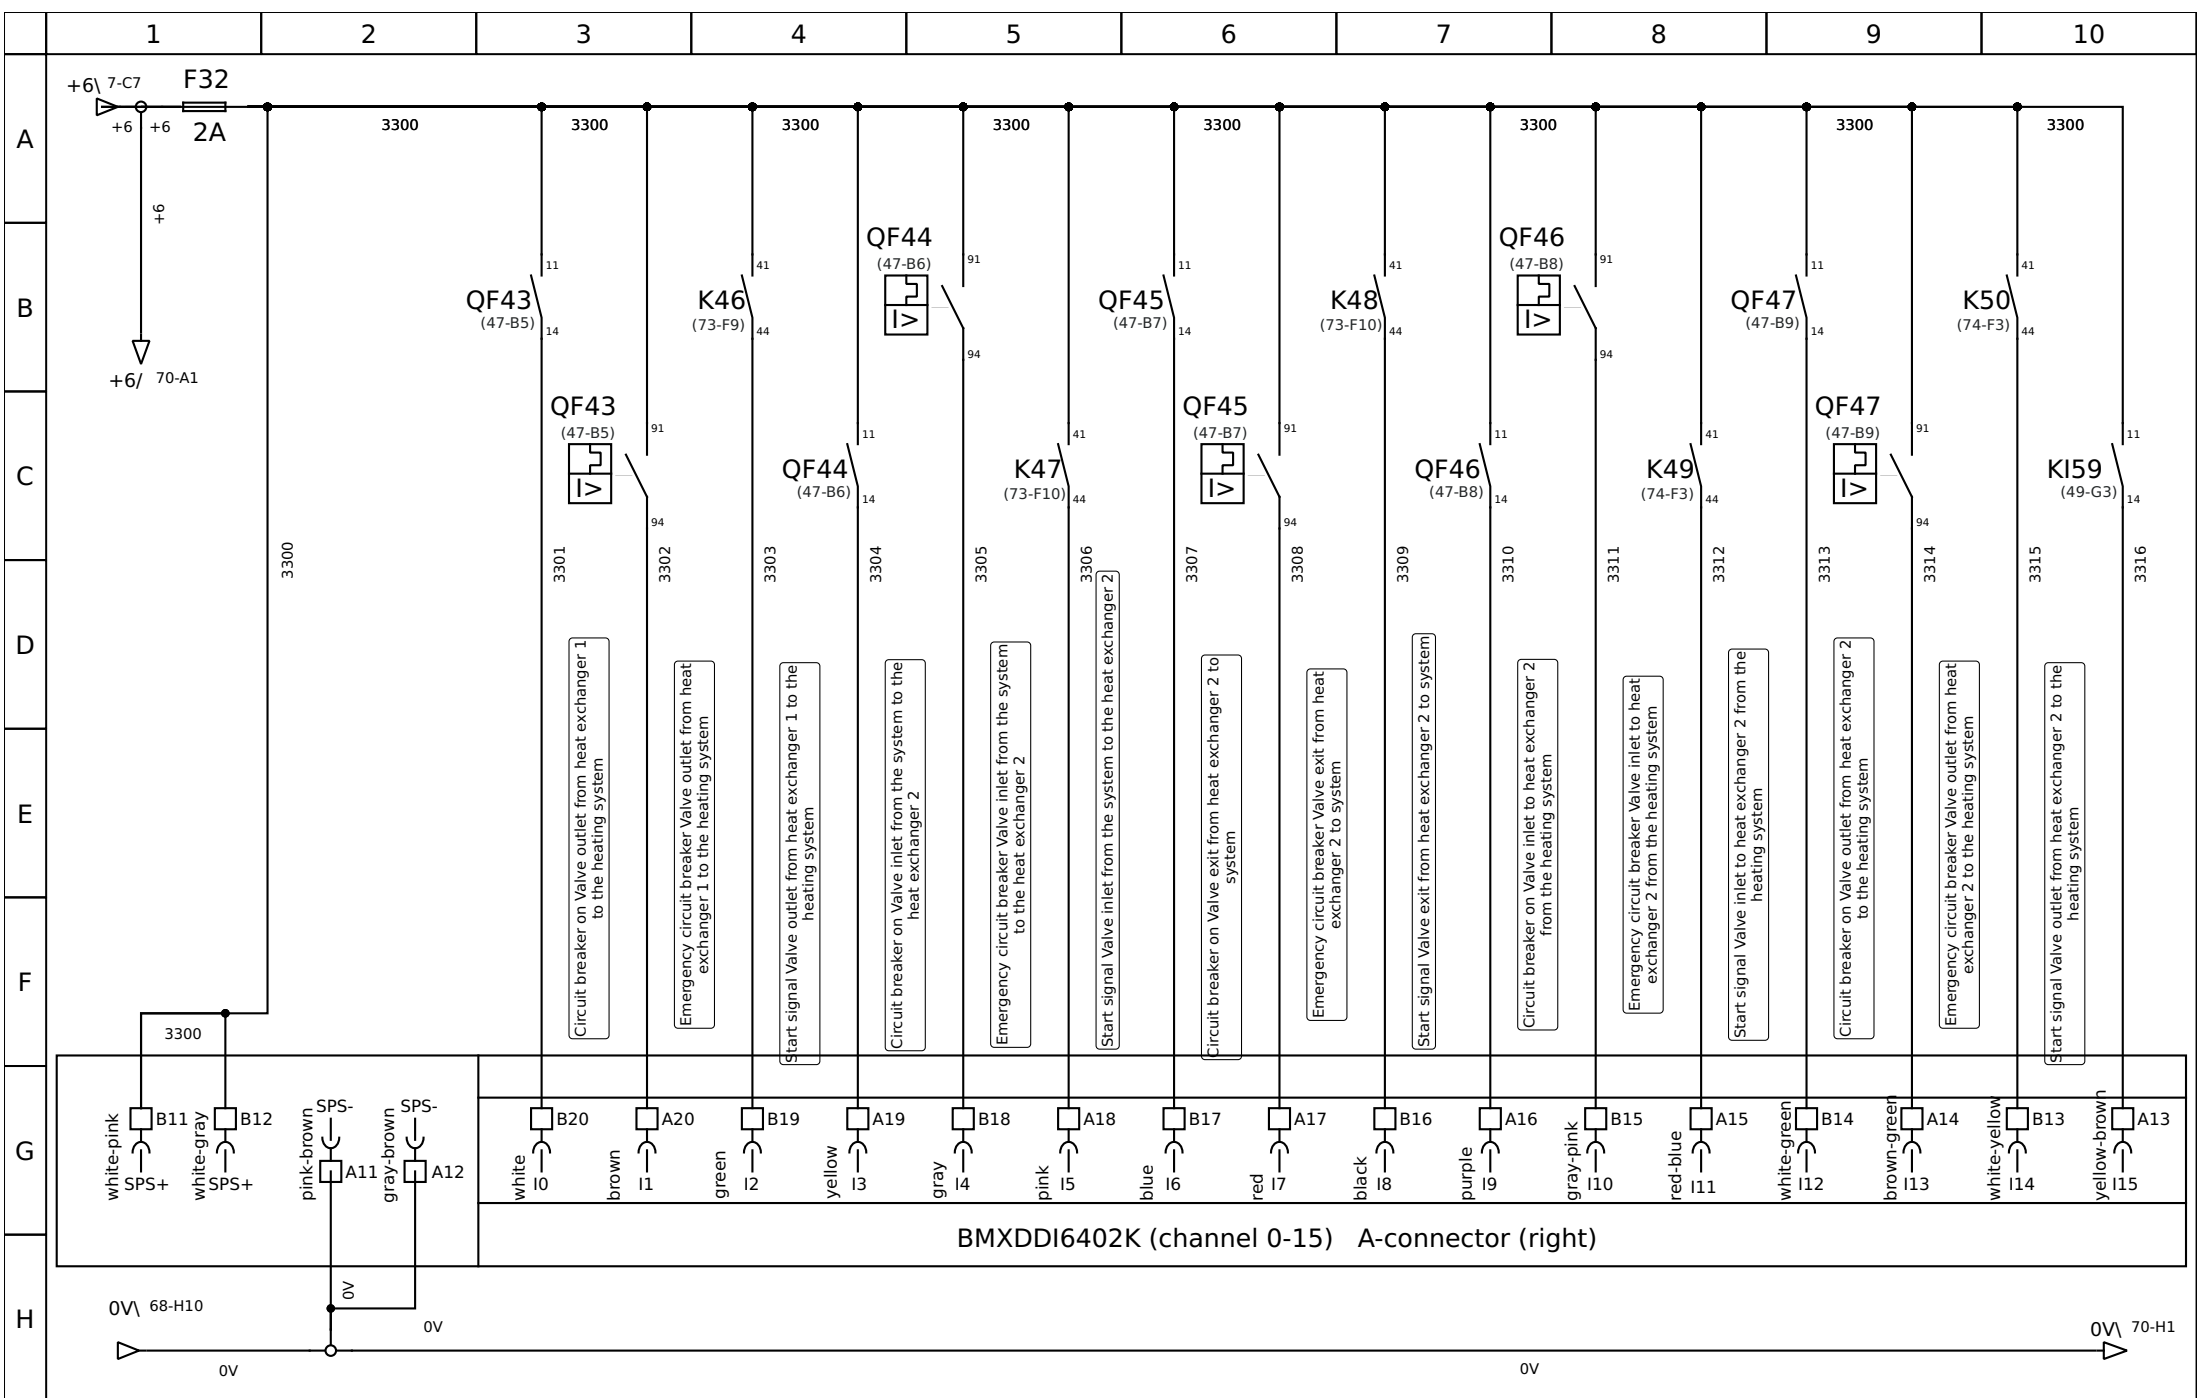 1 2 3 4 5 6 7 8 9 10
A
B
C
D
E
F
G
H
+6\ 7-C7
F32
2A
+6 +6
+6
+6/ 70-A1
3300 3300 3300 3300 3300 3300 3300 3300
3300
3300
QF43
(47-B5)
11
14
K46
(73-F9)
41
44
QF44
(47-B6)
91
94
QF45
(47-B7)
11
14
K48
(73-F10)
41
44
QF46
(47-B8)
91
94
QF47
(47-B9)
11
14
K50
(74-F3)
41
44
QF43
(47-B5)
91
94
QF44
(47-B6)
11
14
K47
(73-F10)
41
44
QF45
(47-B7)
91
94
QF46
(47-B8)
11
14
K49
(74-F3)
41
44
QF47
(47-B9)
91
94
KI59
(49-G3)
11
14
I>
I>
I>
I>
I>
3301 3302 3303 3304 3305 3306 3307 3308 3309 3310 3311 3312 3313 3314 3315 3316
Circuit breaker on Valve outlet from heat exchanger 1
to the heating system
Emergency circuit breaker Valve outlet from heat
exchanger 1 to the heating system
Start signal Valve outlet from heat exchanger 1 to the
heating system
Circuit breaker on Valve inlet from the system to the
heat exchanger 2
Emergency circuit breaker Valve inlet from the system
to the heat exchanger 2
Start signal Valve inlet from the system to the heat exchanger 2
Circuit breaker on Valve exit from heat exchanger 2 to
system
Emergency circuit breaker Valve exit from heat
exchanger 2 to system
Start signal Valve exit from heat exchanger 2 to system
Circuit breaker on Valve inlet to heat exchanger 2
from the heating system
Emergency circuit breaker Valve inlet to heat
exchanger 2 from the heating system
Start signal Valve inlet to heat exchanger 2 from the
heating system
Circuit breaker on Valve outlet from heat exchanger 2
to the heating system
Emergency circuit breaker Valve outlet from heat
exchanger 2 to the heating system
Start signal Valve outlet from heat exchanger 2 to the
heating system
SPS- SPS-
B11 B12 B20 A20 B19 A19 B18 A18 B17 A17 B16 A16 B15 A15 B14 A14 B13 A13
A11 A12
white-pink white-gray pink-brown gray-brown white brown green yellow gray pink blue red black purple gray-pink red-blue white-green brown-green white-yellow yellow-brown
SPS+ SPS+ I0 I1 I2 I3 I4 I5 I6 I7 I8 I9 I10 I11 I12 I13 I14 I15
BMXDDI6402K (channel 0-15) A-connector (right)
0V
0V\ 68-H10
0V
0V\ 70-H1
0V
0V